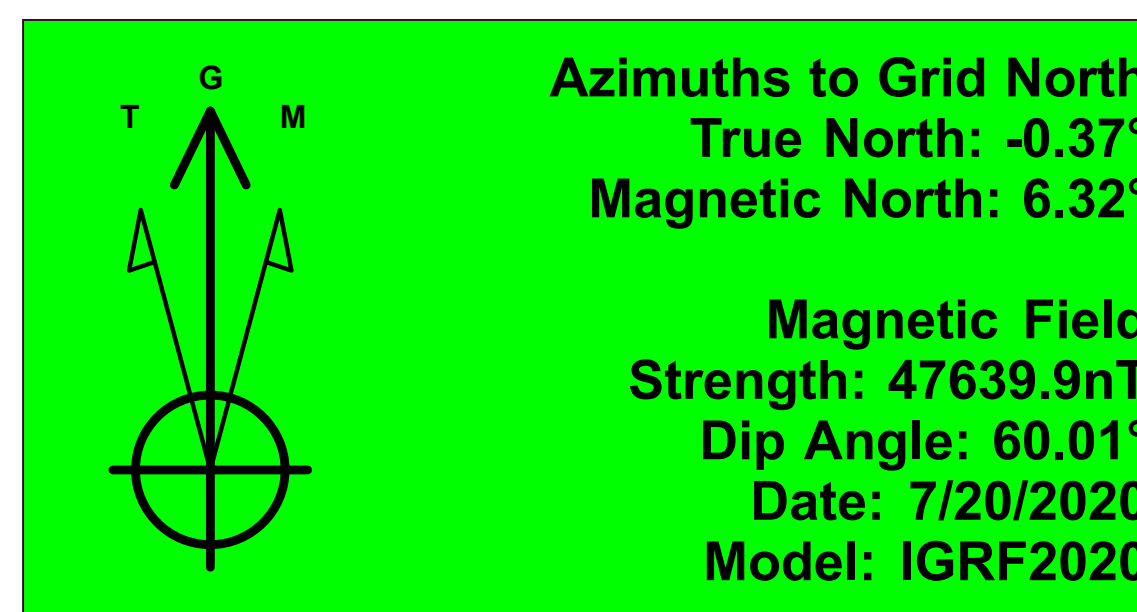 G
T M
Azimuths to Grid North
True North: -0.37°
Magnetic North: 6.32°
Magnetic Field
Strength: 47639.9nT
Dip Angle: 60.01°
Date: 7/20/2020
Model: IGRF2020